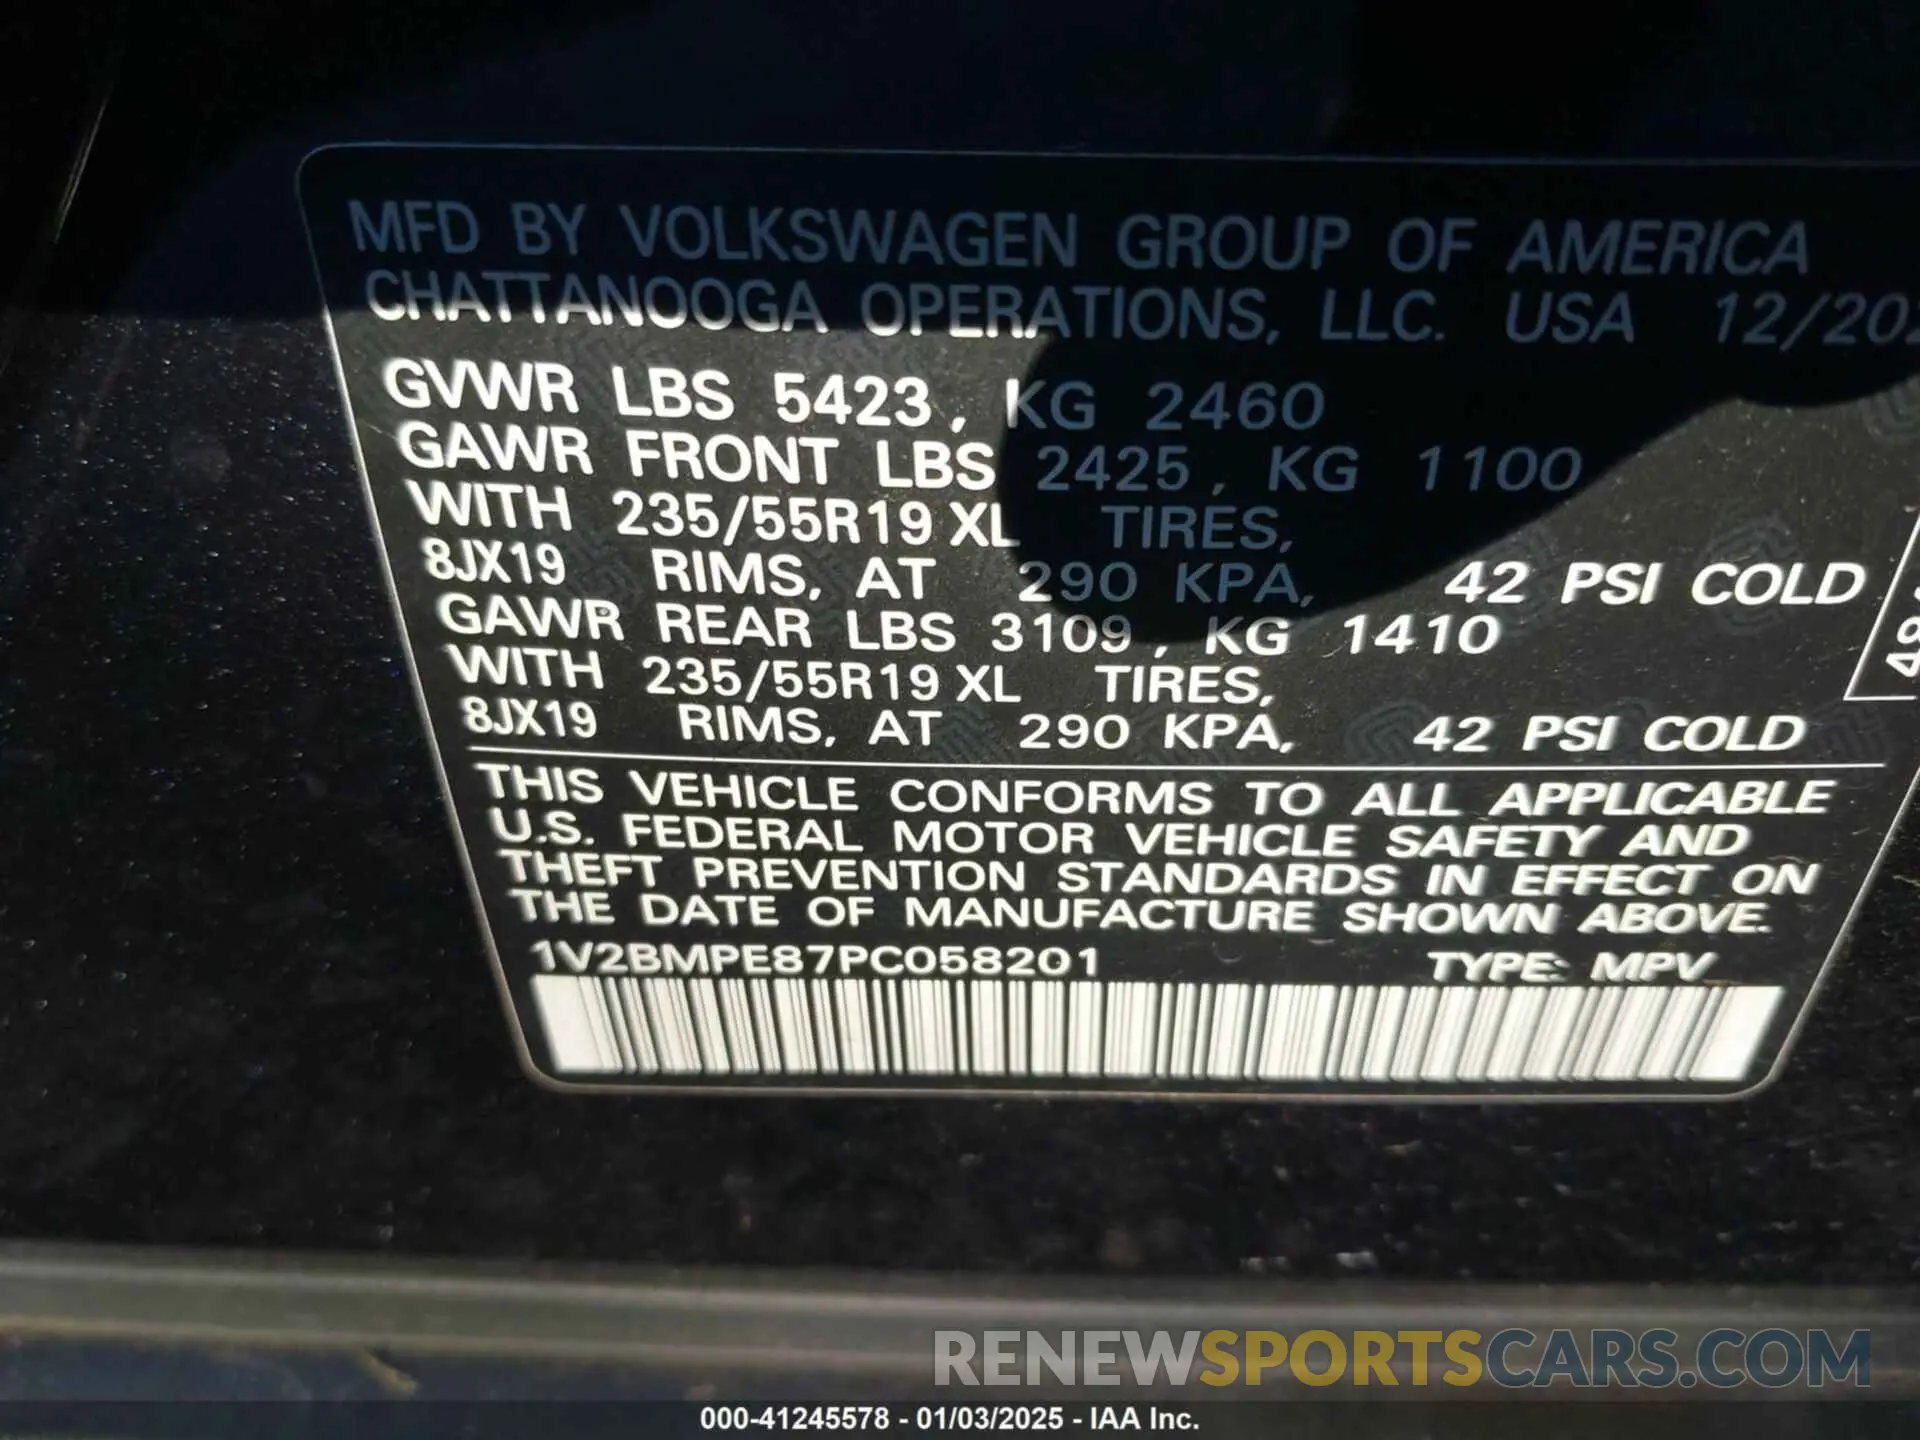 MFD BY VOLKSWAGEN GROUP OF AMERICA
CHATTANOOGA OPERATIONS, LLC. USA 12/202
GVWR LBS 5423, KG 2460
GAWR FRONT LBS 2425, KG 1100
WITH 235/55R19 XL TIRES,
8JX19 RIMS, AT 290 KPA, 42 PSI COLD
GAWR REAR LBS 3109, KG 1410
WITH 235/55R19 XL TIRES,
8JX19 RIMS, AT 290 KPA, 42 PSI COLD
THIS VEHICLE CONFORMS TO ALL APPLICABLE
U.S. FEDERAL MOTOR VEHICLE SAFETY AND
THEFT PREVENTION STANDARDS IN EFFECT ON
THE DATE OF MANUFACTURE SHOWN ABOVE.
1V2BMPE87PC058201 TYPE: MPV
RENEWSPORTSCARS.COM
000-41245578 - 01/03/2025 - IAA Inc.